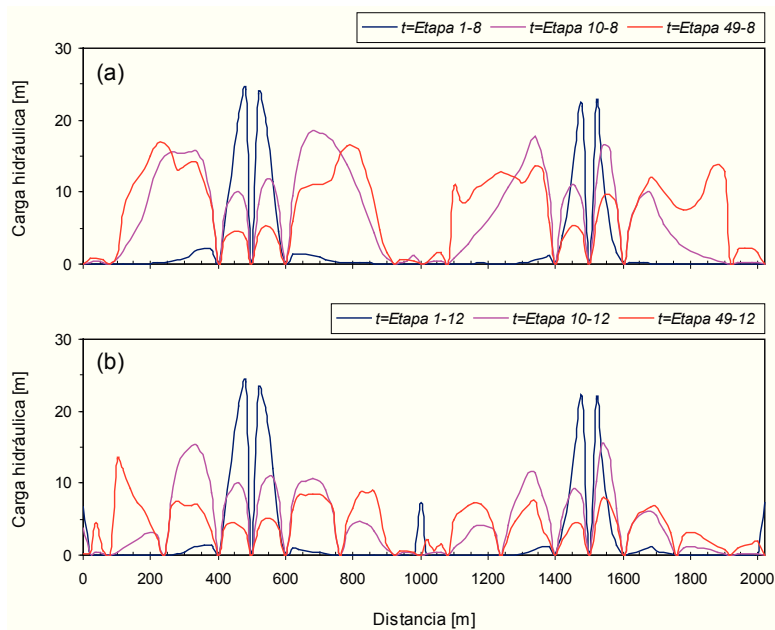 t=Etapa 1-8 t=Etapa 10-8 t=Etapa 49-8
(a)
Carga hidráulica [m]
30
20
10
0
t=Etapa 1-12 t=Etapa 10-12 t=Etapa 49-12
(b)
Carga hidráulica [m]
30
20
10
0
0 200 400 600 800 1000 1200 1400 1600 1800 2000
Distancia [m]